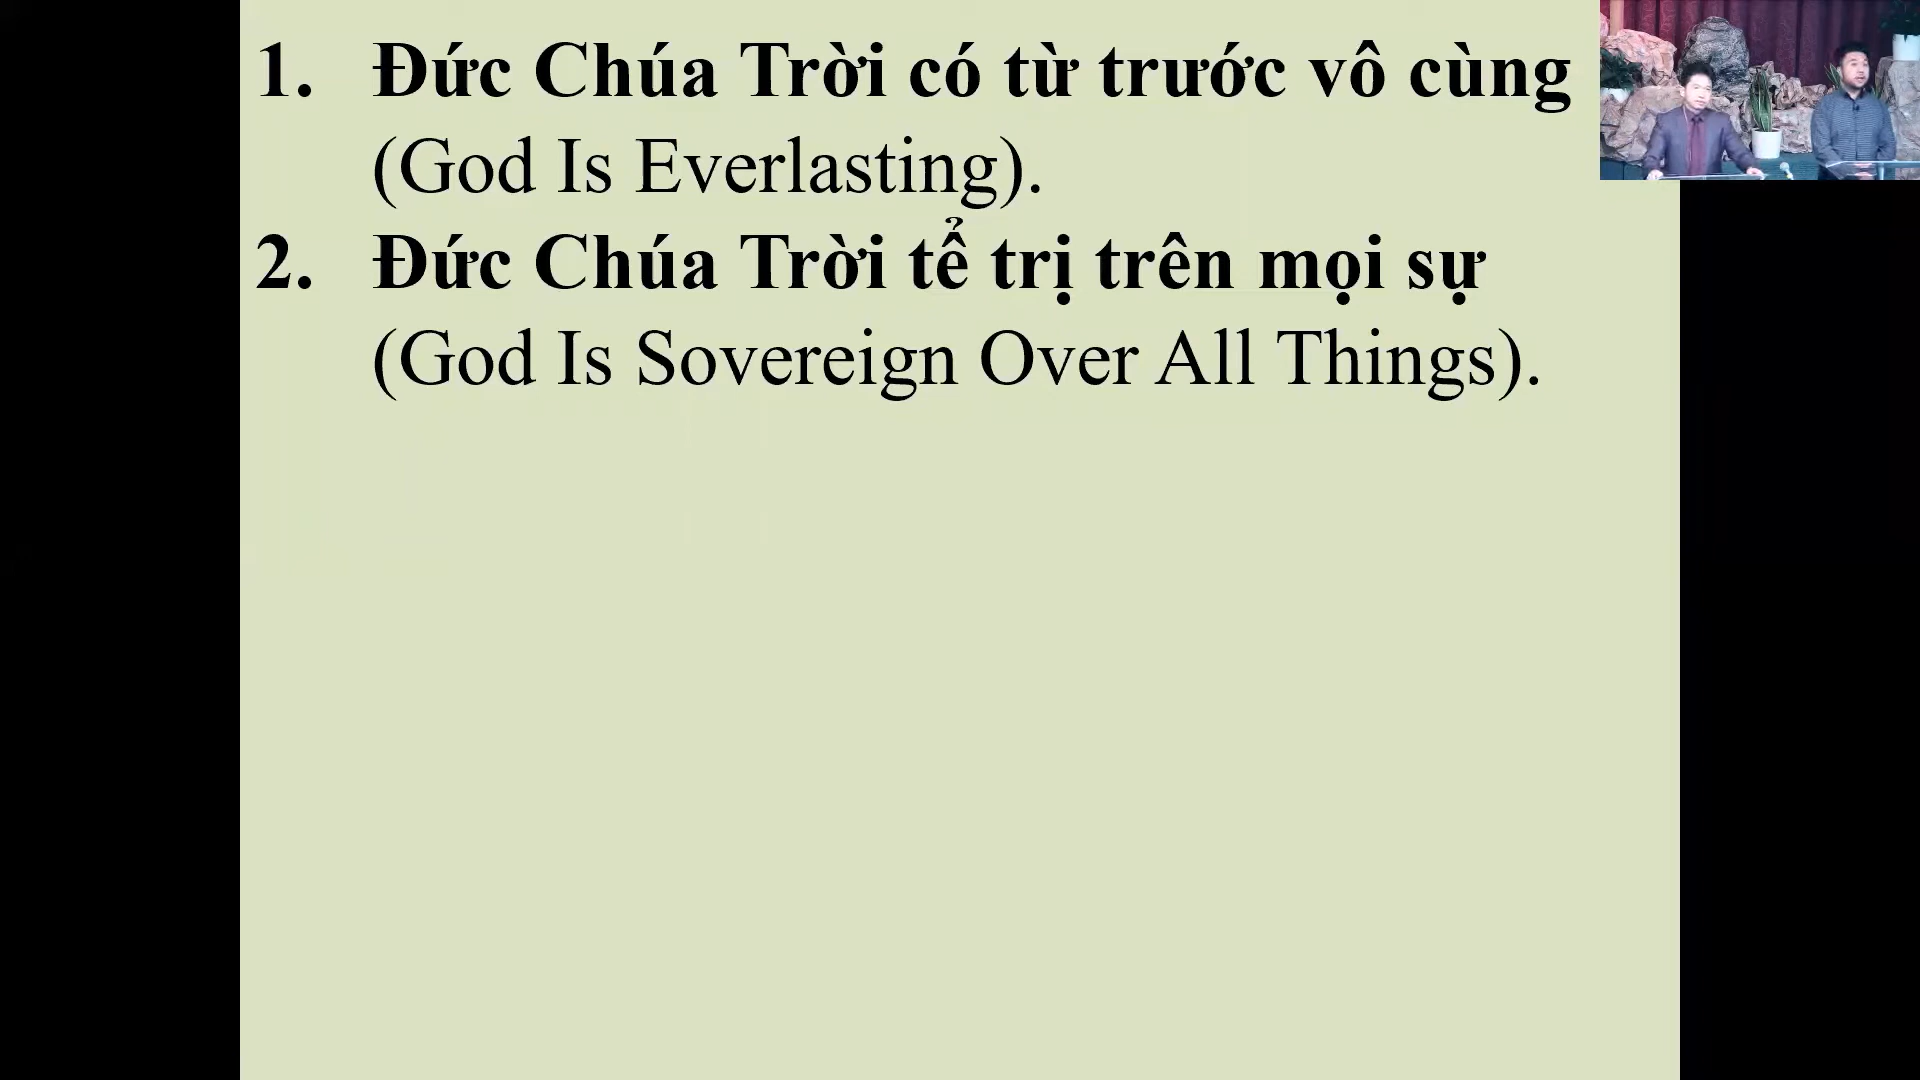 1. Đức Chúa Trời có từ trước vô cùng
(God Is Everlasting).
2. Đức Chúa Trời tể trị trên mọi sự
(God Is Sovereign Over All Things).